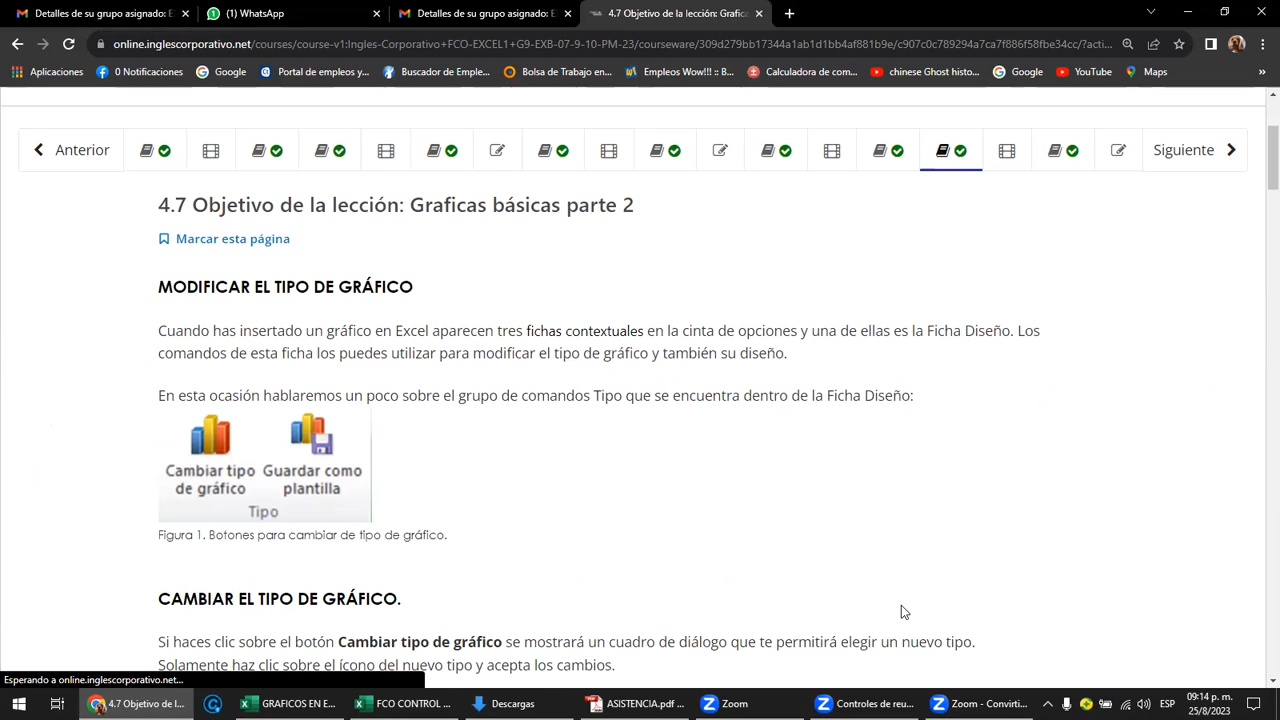 Detalles de su grupo asignado: E
(1) WhatsApp
Detalles de su grupo asignado: E
4.7 Objetivo de la lección: Grafica
online.inglescorporativo.net/courses/course-v1:Ingles-Corporativo+FCO-EXCEL1+G9-EXB-07-9-10-PM-23/courseware/309d279bb17344a1ab1d1bb4af881b9e/c907c0c789294a7ca7f886f58fbe34cc/?acti...
Aplicaciones
0 Notificaciones
Google
Portal de empleos y...
Buscador de Emple...
Bolsa de Trabajo en...
Empleos Wow!!! :: B...
Calculadora de com...
chinese Ghost histo...
Google
YouTube
Maps
»
Anterior
Siguiente
4.7 Objetivo de la lección: Graficas básicas parte 2
Marcar esta página
MODIFICAR EL TIPO DE GRÁFICO
Cuando has insertado un gráfico en Excel aparecen tres fichas contextuales en la cinta de opciones y una de ellas es la Ficha Diseño. Los
comandos de esta ficha los puedes utilizar para modificar el tipo de gráfico y también su diseño.
En esta ocasión hablaremos un poco sobre el grupo de comandos Tipo que se encuentra dentro de la Ficha Diseño:
Cambiar tipo
de gráfico
Guardar como
plantilla
Tipo
Figura 1. Botones para cambiar de tipo de gráfico.
CAMBIAR EL TIPO DE GRÁFICO.
Si haces clic sobre el botón Cambiar tipo de gráfico se mostrará un cuadro de diálogo que te permitirá elegir un nuevo tipo.
Solamente haz clic sobre el ícono del nuevo tipo y acepta los cambios.
Esperando a online.inglescorporativo.net...
4.7 Objetivo de la l...
GRAFICOS EN E...
FCO CONTROL ...
Descargas
ASISTENCIA.pdf ...
Zoom
Controles de reu...
Zoom - Convirti...
ESP
09:14 p. m.
25/8/2023